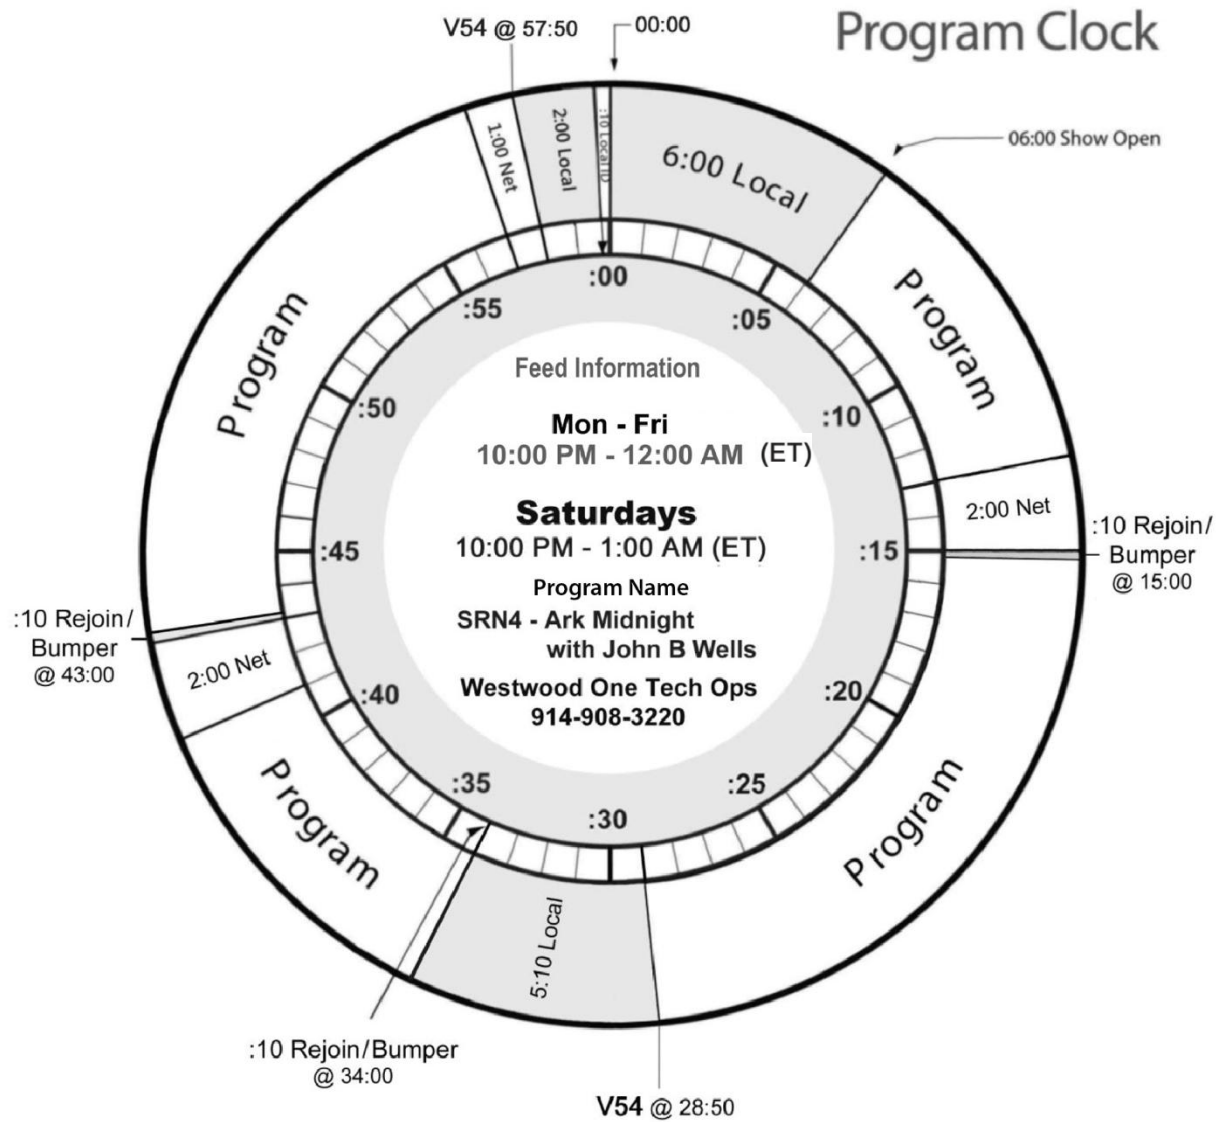 Program Clock
V54 @ 57:50
00:00
06:00 Show Open
1:00 Net
2:00 Local
:10 Local ID
6:00 Local
Program
2:00 Net
:10 Rejoin/
Bumper
@ 15:00
Program
V54 @ 28:50
5:10 Local
:10 Rejoin/Bumper
@ 34:00
Program
2:00 Net
:10 Rejoin/
Bumper
@ 43:00
Program
:00
:05
:10
:15
:20
:25
:30
:35
:40
:45
:50
:55
Feed Information
Mon - Fri
10:00 PM - 12:00 AM (ET)
Saturdays
10:00 PM - 1:00 AM (ET)
Program Name
SRN4 - Ark Midnight
with John B Wells
Westwood One Tech Ops
914-908-3220